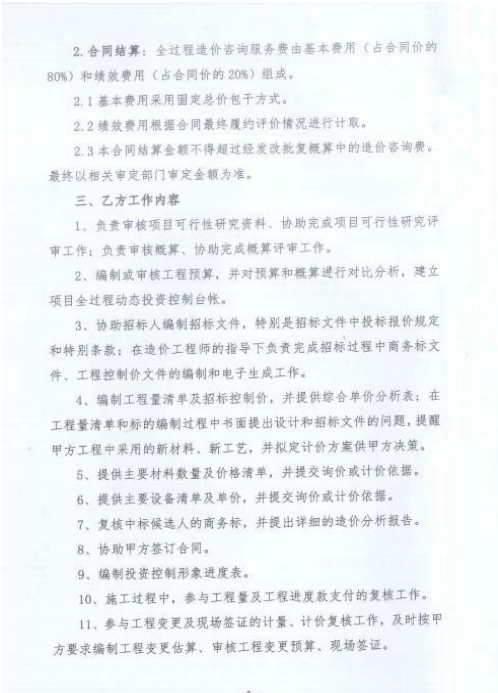 2.合同结算：全过程造价咨询服务费由基本费用（占合同价的
80%）和绩效费用（占合同价的 20%）组成。
2.1 基本费用采用固定总价包干方式。
2.2 绩效费用根据合同最终履约评价情况进行计取。
2.3 本合同结算金额不得超过经发改批复概算中的造价咨询费。
最终以相关审定部门审定金额为准。
三、乙方工作内容
1、负责审核项目可行性研究资料、协助完成项目可行性研究评
审工作；负责审核概算、协助完成概算评审工作。
2、编制或审核工程预算，并对预算和概算进行对比分析，建立
项目全过程动态投资控制台帐。
3、协助招标人编制招标文件，特别是招标文件中投标报价规定
和特别条款；在造价工程师的指导下负责完成招标过程中商务标文
件、工程控制价文件的编制和电子生成工作。
4、编制工程量清单及招标控制价，并提供综合单价分析表；在
工程量清单和标的编制过程中书面提出设计和招标文件的问题，提醒
甲方工程中采用的新材料、新工艺，并拟定计价方案供甲方决策。
5、提供主要材料数量及价格清单，并提交询价或计价依据。
6、提供主要设备清单及单价，并提交询价或计价依据。
7、复核中标候选人的商务标，并提出详细的造价分析报告。
8、协助甲方签订合同。
9、编制投资控制形象进度表。
10、施工过程中，参与工程量及工程进度款支付的复核工作。
11、参与工程变更及现场签证的计量、计价复核工作，及时按甲
方要求编制工程变更估算、审核工程变更预算、现场签证。